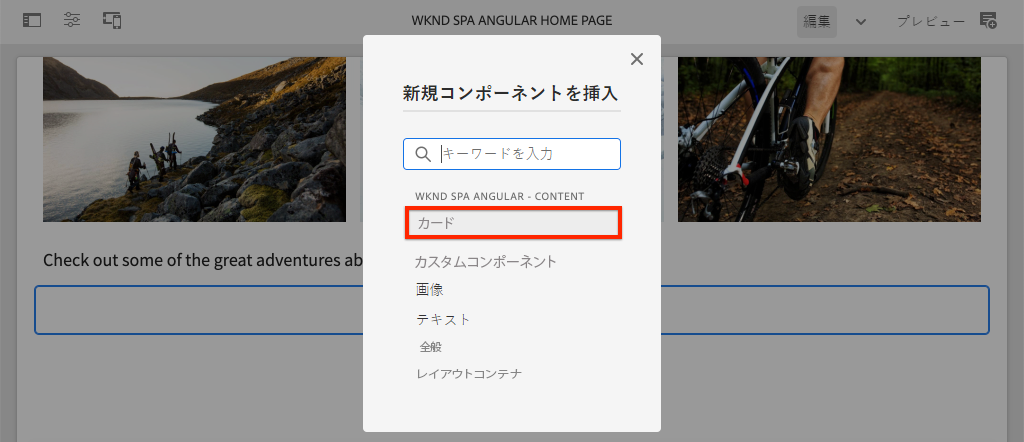 WKND SPA ANGULAR HOME PAGE
編集
プレビュー
新規コンポーネントを挿入
キーワードを入力
WKND SPA ANGULAR - CONTENT
カード
カスタムコンポーネント
画像
テキスト
全般
レイアウトコンテナ
Check out some of the great adventures ab